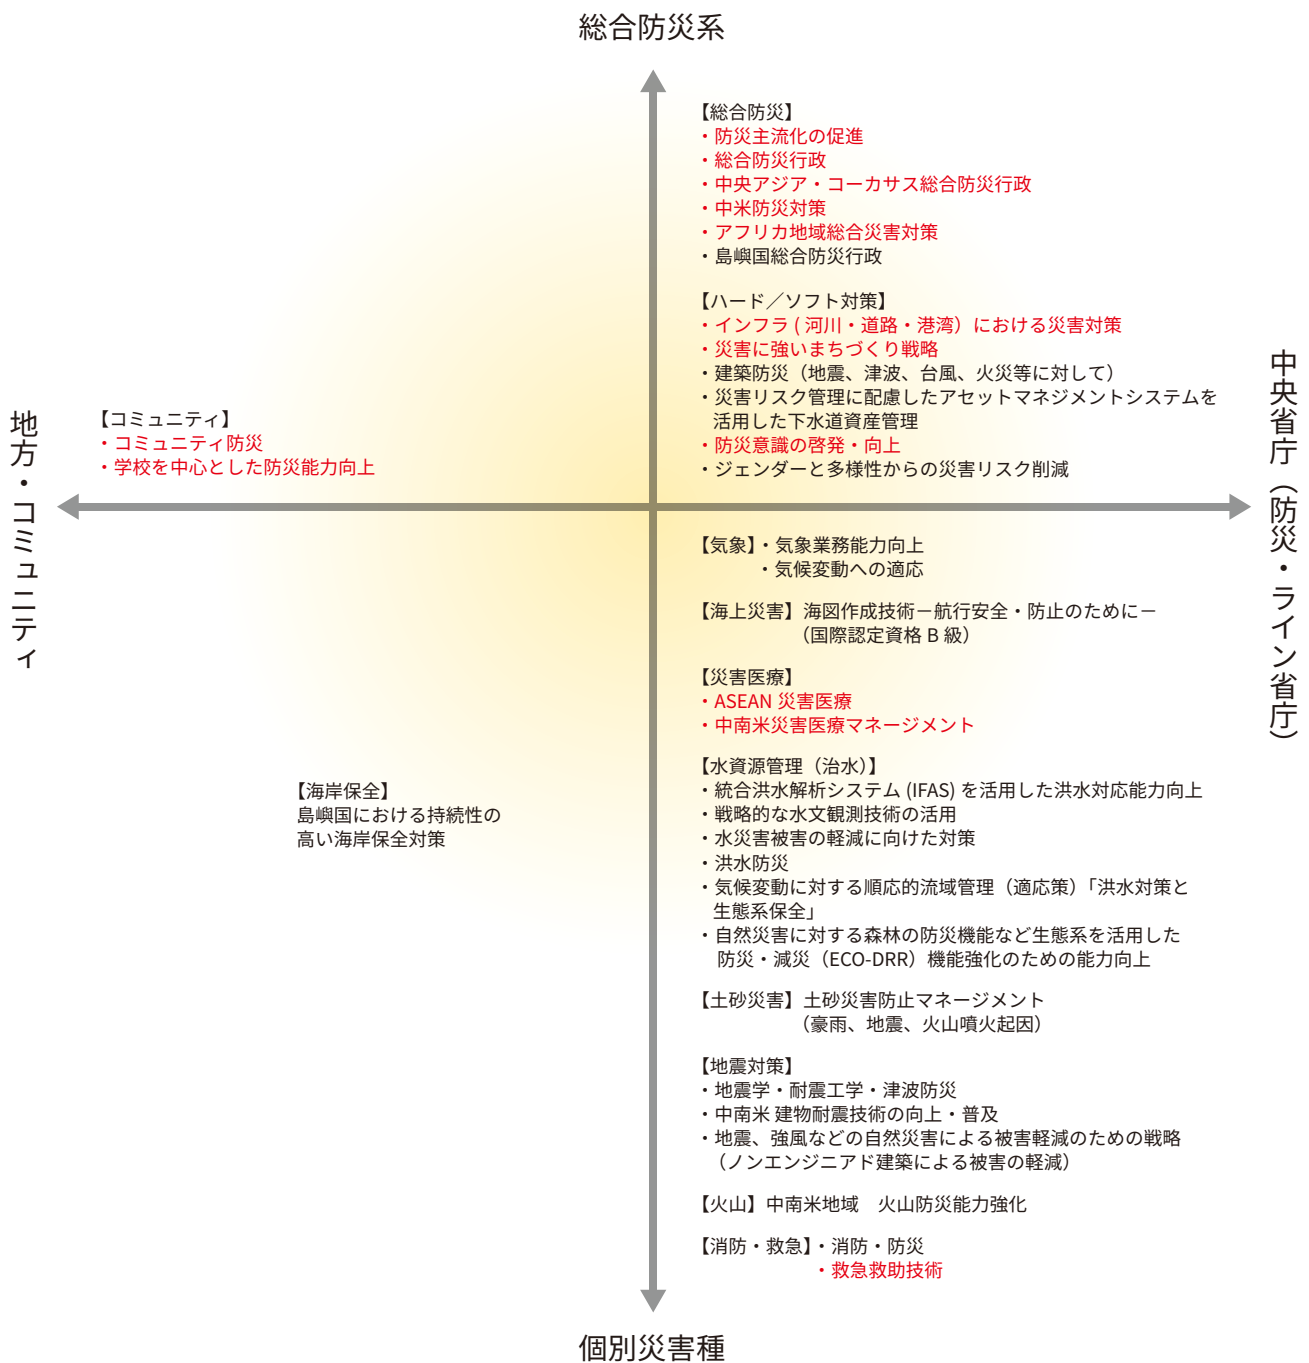 総合防災系
【総合防災】
・防災主流化の促進
・総合防災行政
・中央アジア・コーカサス総合防災行政
・中米防災対策
・アフリカ地域総合災害対策
・島嶼国総合防災行政
【ハード／ソフト対策】
・インフラ ( 河川・道路・港湾）における災害対策
・災害に強いまちづくり戦略
・建築防災（地震、津波、台風、火災等に対して）
・災害リスク管理に配慮したアセットマネジメントシステムを
活用した下水道資産管理
・防災意識の啓発・向上
・ジェンダーと多様性からの災害リスク削減
中央省庁（防災・ライン省庁）
地方・コミュニティ
【コミュニティ】
・コミュニティ防災
・学校を中心とした防災能力向上
【気象】・気象業務能力向上
・気候変動への適応
【海上災害】海図作成技術－航行安全・防止のために－
（国際認定資格 B 級）
【災害医療】
・ASEAN 災害医療
・中南米災害医療マネージメント
【海岸保全】
島嶼国における持続性の
高い海岸保全対策
【水資源管理（治水）】
・統合洪水解析システム (IFAS) を活用した洪水対応能力向上
・戦略的な水文観測技術の活用
・水災害被害の軽減に向けた対策
・洪水防災
・気候変動に対する順応的流域管理（適応策）「洪水対策と
生態系保全」
・自然災害に対する森林の防災機能など生態系を活用した
防災・減災（ECO-DRR）機能強化のための能力向上
【土砂災害】土砂災害防止マネージメント
（豪雨、地震、火山噴火起因）
【地震対策】
・地震学・耐震工学・津波防災
・中南米 建物耐震技術の向上・普及
・地震、強風などの自然災害による被害軽減のための戦略
（ノンエンジニアド建築による被害の軽減）
【火山】中南米地域　火山防災能力強化
【消防・救急】・消防・防災
・救急救助技術
個別災害種